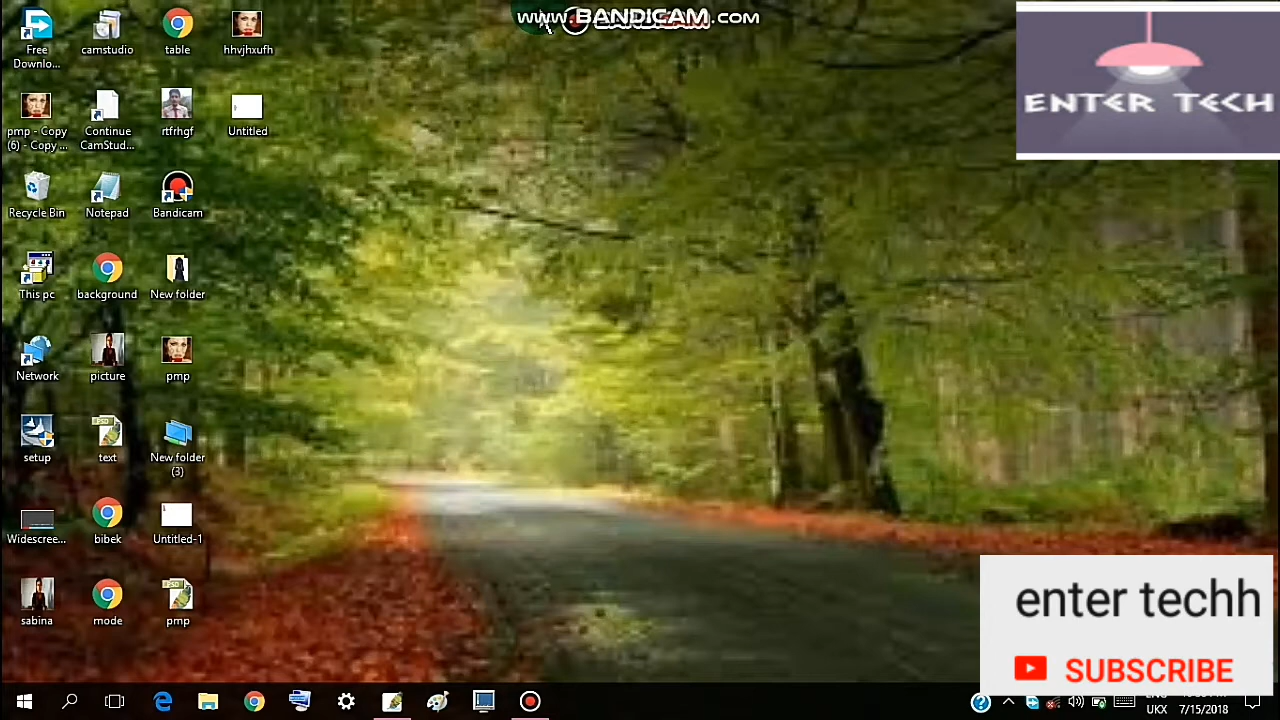 www.BANDICAM.com
ENTER TECH
Free
Downlo...
camstudio
table
hhvjhxufh
pmp - Copy
(6) - Copy ...
Continue
CamStud...
rtfrhgf
Untitled
Recycle Bin
Notepad
Bandicam
This pc
background
New folder
Network
picture
pmp
setup
text
New folder
(3)
Widescree...
bibek
Untitled-1
sabina
mode
pmp
enter techh
SUBSCRIBE
UKX
7/15/2018